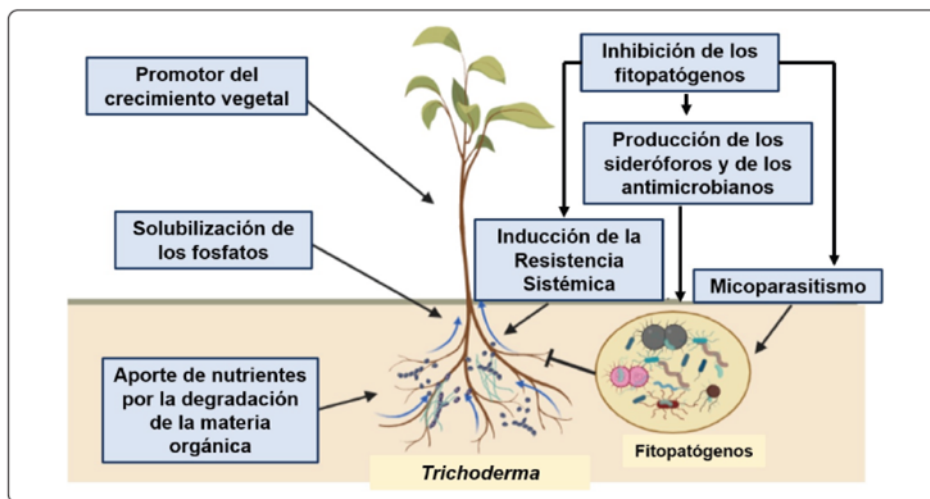 Promotor del
crecimiento vegetal
Inhibición de los
fitopatógenos
Producción de los
sideróforos y de los
antimicrobianos
Solubilización de
los fosfatos
Inducción de la
Resistencia
Sistémica
Micoparasitismo
Aporte de nutrientes
por la degradación
de la materia
orgánica
Fitopatógenos
Trichoderma